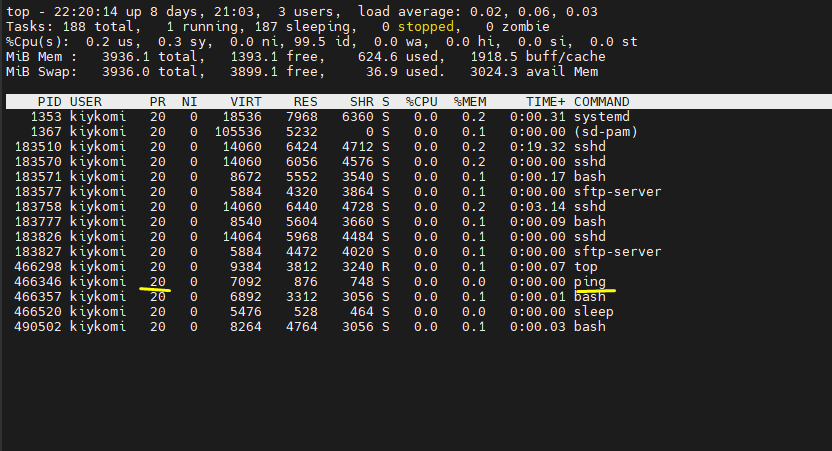 top - 22:20:14 up 8 days, 21:03,  3 users,  load average: 0.02, 0.06, 0.03
Tasks: 188 total,   1 running, 187 sleeping,   0 stopped,   0 zombie
%Cpu(s):  0.2 us,  0.3 sy,  0.0 ni, 99.5 id,  0.0 wa,  0.0 hi,  0.0 si,  0.0 st
MiB Mem :   3936.1 total,   1393.1 free,    624.6 used,   1918.5 buff/cache
MiB Swap:   3936.0 total,   3899.1 free,     36.9 used.   3024.3 avail Mem
PID USER      PR  NI    VIRT    RES    SHR S  %CPU  %MEM     TIME+ COMMAND
1353 kiykomi   20   0   18536   7968   6360 S   0.0   0.2   0:00.31 systemd
1367 kiykomi   20   0  105536   5232      0 S   0.0   0.1   0:00.00 (sd-pam)
183510 kiykomi   20   0   14060   6424   4712 S   0.0   0.2   0:19.32 sshd
183570 kiykomi   20   0   14060   6056   4576 S   0.0   0.2   0:00.00 sshd
183571 kiykomi   20   0    8672   5552   3540 S   0.0   0.1   0:00.17 bash
183577 kiykomi   20   0    5884   4320   3864 S   0.0   0.1   0:00.00 sftp-server
183758 kiykomi   20   0   14060   6440   4728 S   0.0   0.2   0:03.14 sshd
183777 kiykomi   20   0    8540   5604   3660 S   0.0   0.1   0:00.09 bash
183826 kiykomi   20   0   14064   5968   4484 S   0.0   0.1   0:00.00 sshd
183827 kiykomi   20   0    5884   4472   4020 S   0.0   0.1   0:00.00 sftp-server
466298 kiykomi   20   0    9384   3812   3240 R   0.0   0.1   0:00.07 top
466346 kiykomi   20   0    7092    876    748 S   0.0   0.0   0:00.00 ping
466357 kiykomi   20   0    6892   3312   3056 S   0.0   0.1   0:00.01 bash
466520 kiykomi   20   0    5476    528    464 S   0.0   0.0   0:00.00 sleep
490502 kiykomi   20   0    8264   4764   3056 S   0.0   0.1   0:00.03 bash